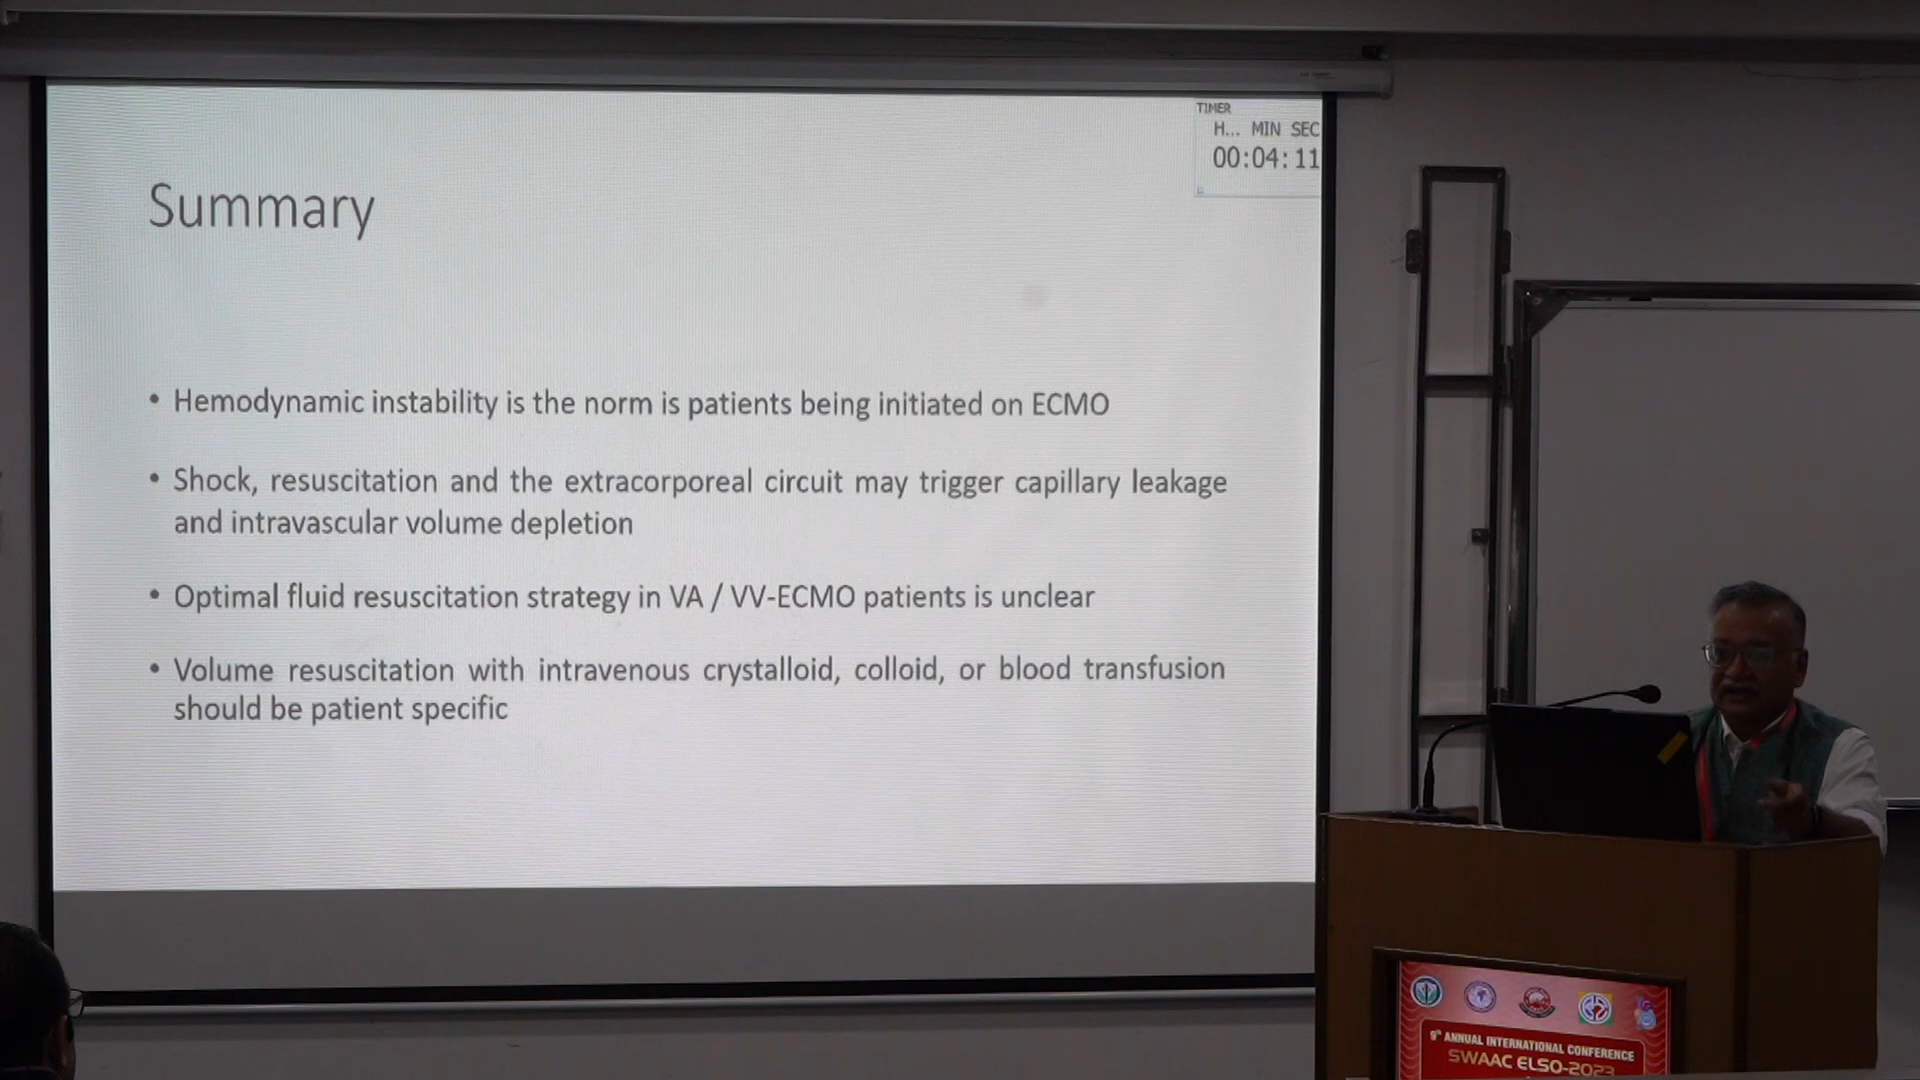 TIMER
H... MIN SEC
00:04:11
Summary
• Hemodynamic instability is the norm is patients being initiated on ECMO
• Shock, resuscitation and the extracorporeal circuit may trigger capillary leakage
and intravascular volume depletion
• Optimal fluid resuscitation strategy in VA / VV-ECMO patients is unclear
• Volume resuscitation with intravenous crystalloid, colloid, or blood transfusion
should be patient specific
9th ANNUAL INTERNATIONAL CONFERENCE
SWAAC ELSO-2023